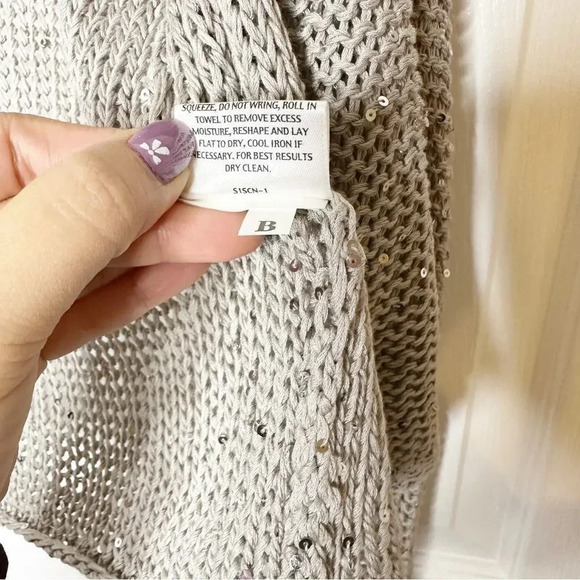 SQUEEZE, DO NOT WRING, ROLL IN
TOWEL TO REMOVE EXCESS
MOISTURE, RESHAPE AND LAY
FLAT TO DRY, COOL IRON IF
NECESSARY. FOR BEST RESULTS
DRY CLEAN.
S15CN-1
B